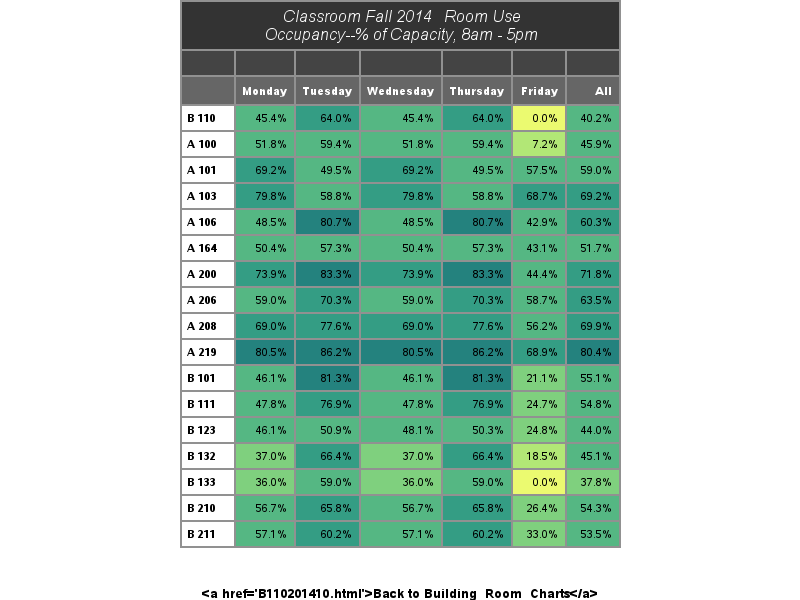 Classroom Fall 2014 Room Use
Occupancy--% of Capacity, 8am - 5pm
Monday Tuesday Wednesday Thursday Friday All
B 110 45.4% 64.0% 45.4% 64.0% 0.0% 40.2%
A 100 51.8% 59.4% 51.8% 59.4% 7.2% 45.9%
A 101 69.2% 49.5% 69.2% 49.5% 57.5% 59.0%
A 103 79.8% 58.8% 79.8% 58.8% 68.7% 69.2%
A 106 48.5% 80.7% 48.5% 80.7% 42.9% 60.3%
A 164 50.4% 57.3% 50.4% 57.3% 43.1% 51.7%
A 200 73.9% 83.3% 73.9% 83.3% 44.4% 71.8%
A 206 59.0% 70.3% 59.0% 70.3% 58.7% 63.5%
A 208 69.0% 77.6% 69.0% 77.6% 56.2% 69.9%
A 219 80.5% 86.2% 80.5% 86.2% 68.9% 80.4%
B 101 46.1% 81.3% 46.1% 81.3% 21.1% 55.1%
B 111 47.8% 76.9% 47.8% 76.9% 24.7% 54.8%
B 123 46.1% 50.9% 48.1% 50.3% 24.8% 44.0%
B 132 37.0% 66.4% 37.0% 66.4% 18.5% 45.1%
B 133 36.0% 59.0% 36.0% 59.0% 0.0% 37.8%
B 210 56.7% 65.8% 56.7% 65.8% 26.4% 54.3%
B 211 57.1% 60.2% 57.1% 60.2% 33.0% 53.5%
<a href='B110201410.html'>Back to Building Room Charts</a>